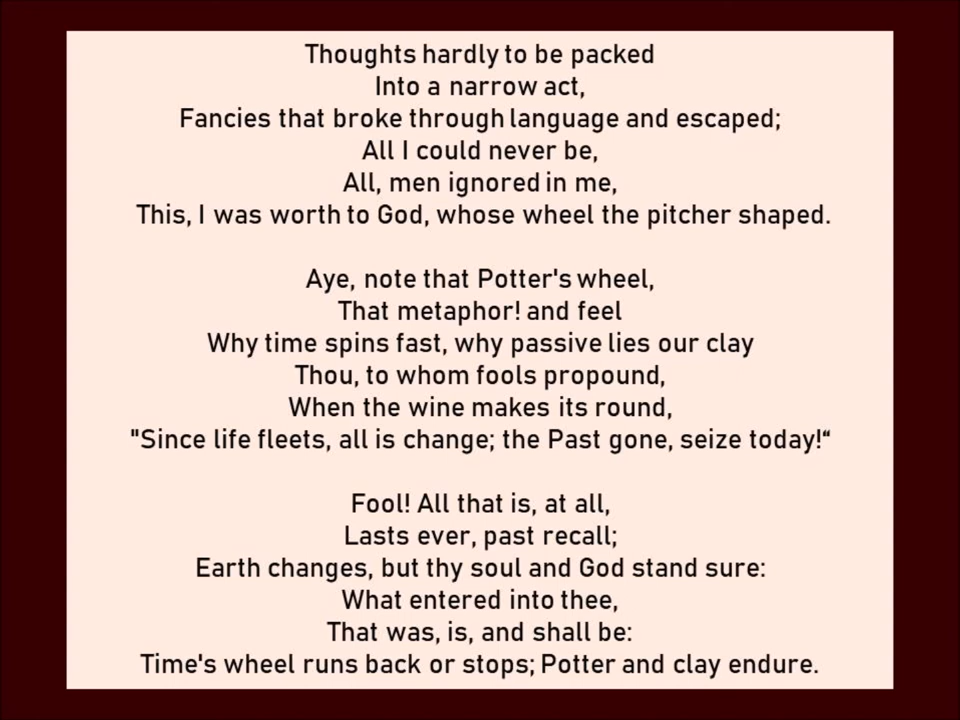 Thoughts hardly to be packed
Into a narrow act,
Fancies that broke through language and escaped;
All I could never be,
All, men ignored in me,
This, I was worth to God, whose wheel the pitcher shaped.
Aye, note that Potter's wheel,
That metaphor! and feel
Why time spins fast, why passive lies our clay
Thou, to whom fools propound,
When the wine makes its round,
"Since life fleets, all is change; the Past gone, seize today!“
Fool! All that is, at all,
Lasts ever, past recall;
Earth changes, but thy soul and God stand sure:
What entered into thee,
That was, is, and shall be:
Time's wheel runs back or stops; Potter and clay endure.